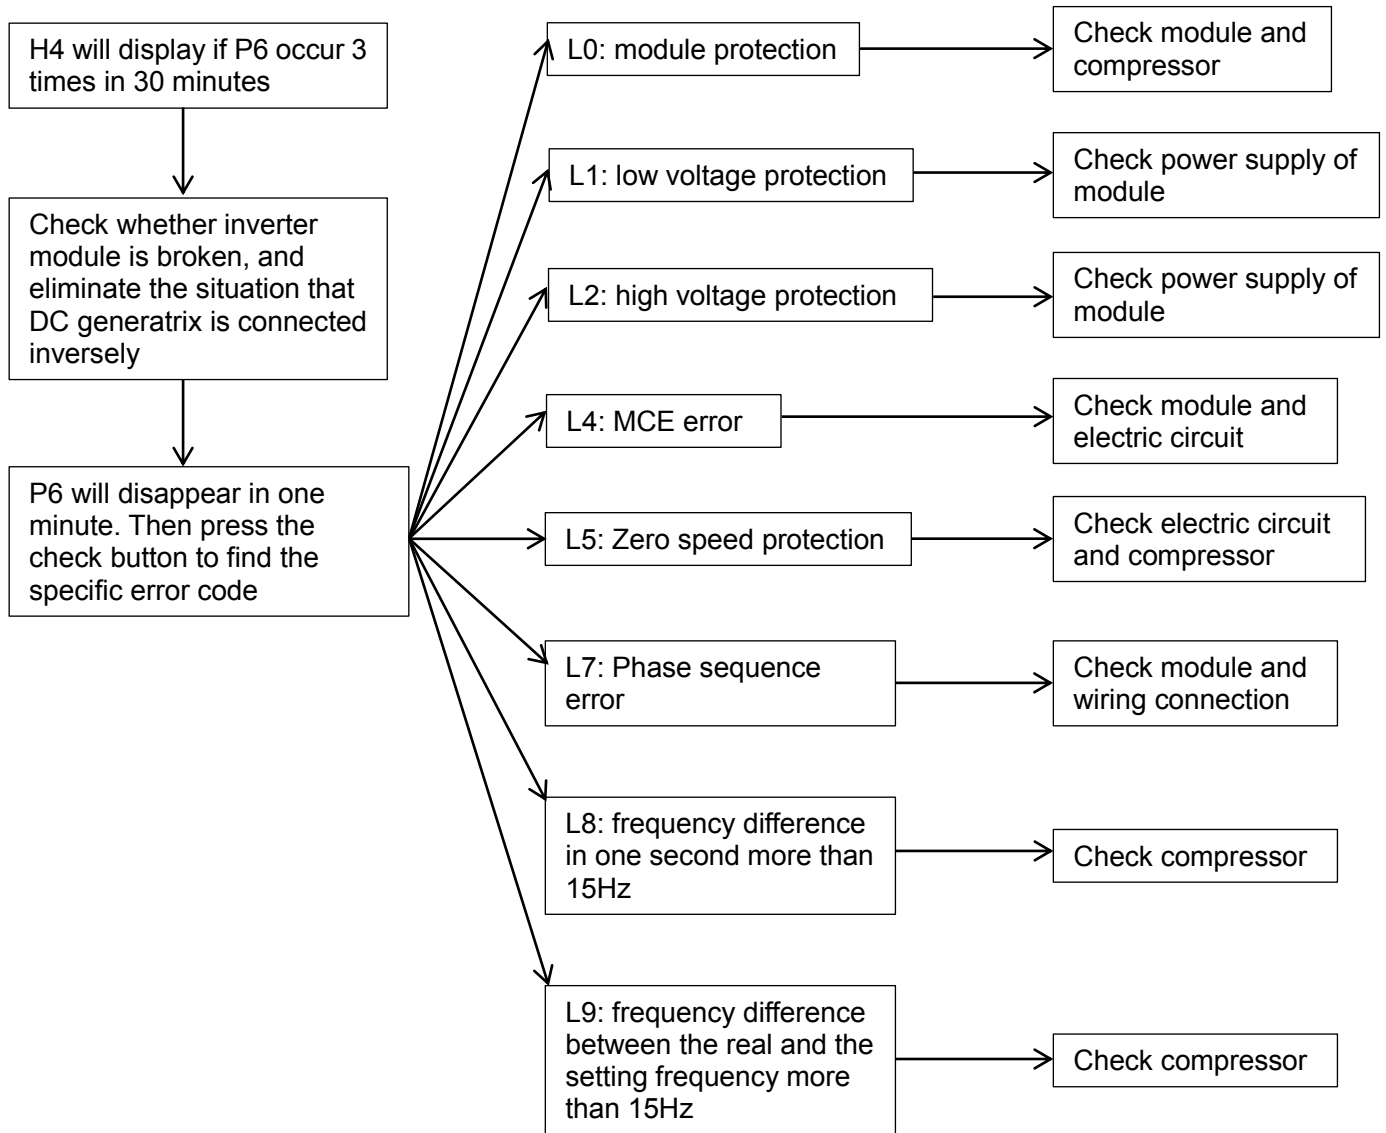 H4 will display if P6 occur 3
times in 30 minutes
Check whether inverter
module is broken, and
eliminate the situation that
DC generatrix is connected
inversely
P6 will disappear in one
minute. Then press the
check button to find the
specific error code
L0: module protection
Check module and
compressor
L1: low voltage protection
Check power supply of
module
L2: high voltage protection
Check power supply of
module
L4: MCE error
Check module and
electric circuit
L5: Zero speed protection
Check electric circuit
and compressor
L7: Phase sequence
error
Check module and
wiring connection
L8: frequency difference
in one second more than
15Hz
Check compressor
L9: frequency difference
between the real and the
setting frequency more
than 15Hz
Check compressor